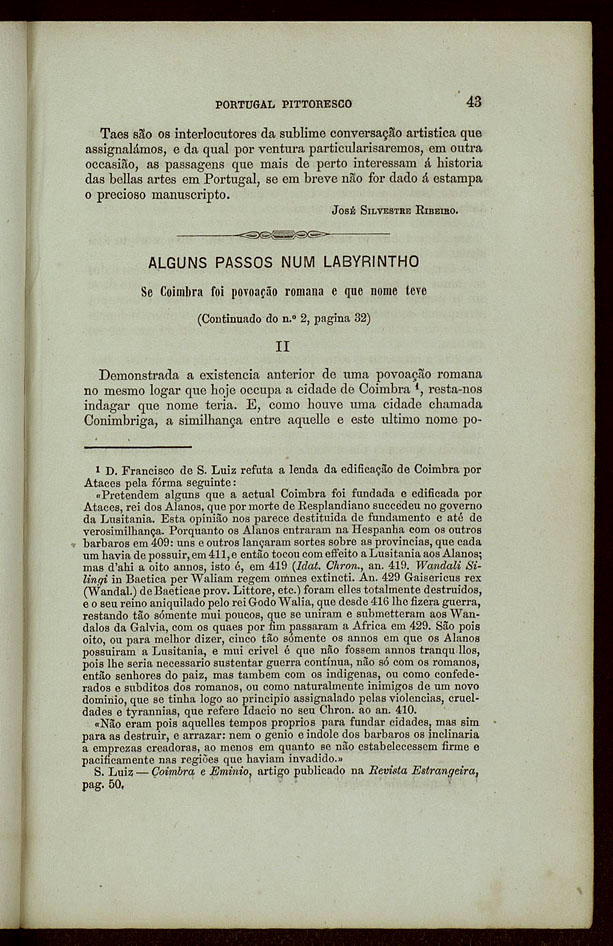 PORTUGAL PITTORESCO 43
Taes são os interlocutores da sublime conversação artistica que
assignalámos, e da qual por ventura particularisaremos, em outra
occasião, as passagens que mais de perto interessam á historia
das bellas artes em Portugal, se em breve não for dado á estampa
o precioso manuscripto.
JOSÉ SILVESTRE RIBEIRO.
ALGUNS PASSOS NUM LABYRINTHO
Se Coimbra foi povoação romana e que nome teve
(Continuado do n.º 2, pagina 32)
II
Demonstrada a existencia anterior de uma povoação romana
no mesmo logar que hoje occupa a cidade de Coimbra ¹, resta-nos
indagar que nome teria. E, como houve uma cidade chamada
Conimbriga, a similhança entre aquelle e este ultimo nome po-
¹ D. Francisco de S. Luiz refuta a lenda da edificação de Coimbra por
Ataces pela fórma seguinte:
«Pretendem alguns que a actual Coimbra foi fundada e edificada por
Ataces, rei dos Alanos, que por morte de Resplandiano succedeu no governo
da Lusitania. Esta opinião nos parece destituida de fundamento e até de
verosimilhança. Porquanto os Alanos entraram na Hespanha com os outros
barbaros em 409: uns e outros lançaram sortes sobre as provincias, que cada
um havia de possuir, em 411, e então tocou com effeito a Lusitania aos Alanos;
mas d'ahi a oito annos, isto é, em 419 (Idat. Chron., an. 419. Wandali Si-
lingi in Baetica per Waliam regem omnes extincti. An. 429 Gaisericus rex
(Wandal.) de Baeticae prov. Littore, etc.) foram elles totalmente destruidos,
e o seu reino aniquilado pelo rei Godo Walia, que desde 416 lhe fizera guerra,
restando tão sómente mui poucos, que se uniram e submetteram aos Wan-
dalos da Galvia, com os quaes por fim passaram a Africa em 429. São pois
oito, ou para melhor dizer, cinco tão sómente os annos em que os Alanos
possuiram a Lusitania, e mui crivel é que não fossem annos tranqu llos,
pois lhe seria necessario sustentar guerra contínua, não só com os romanos,
então senhores do paiz, mas tambem com os indigenas, ou como confede-
rados e subditos dos romanos, ou como naturalmente inimigos de um novo
dominio, que se tinha logo ao principio assignalado pelas violencias, cruel-
dades e tyrannias, que refere Idacio no seu Chron. ao an. 410.
«Não eram pois aquelles tempos proprios para fundar cidades, mas sim
para as destruir, e arrazar: nem o genio e indole dos barbaros os inclinaria
a emprezas creadoras, ao menos em quanto se não estabelecessem firme e
pacificamente nas regiões que haviam invadido.»
S. Luiz — Coimbra e Eminio, artigo publicado na Revista Estrangeira,
pag. 50.